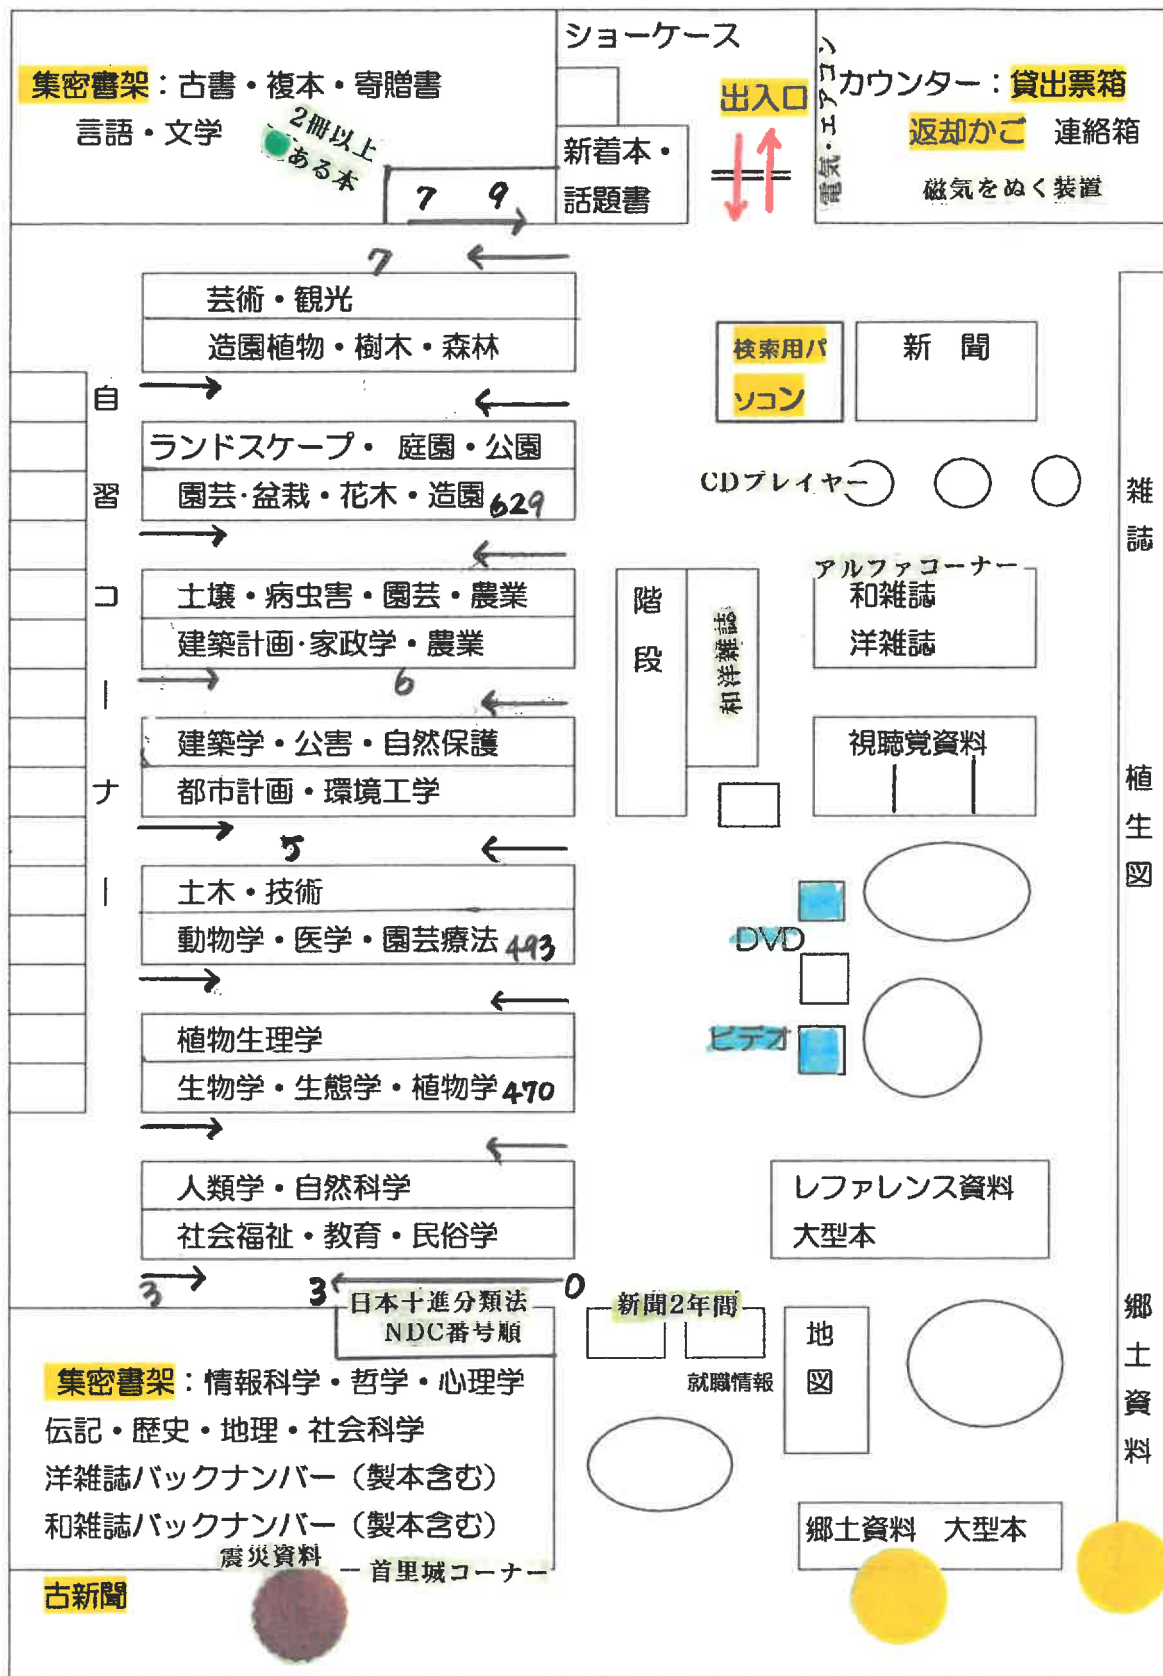 ショーケース
集密書架：古書・複本・寄贈書
言語・文学
2冊以上
ある本
7 9
新着本・
話題書
出入口
電気・エアコン
カウンター：貸出票箱
返却かご 連絡箱
磁気をぬく装置
7
芸術・観光
造園植物・樹木・森林
ランドスケープ・ 庭園・公園
園芸・盆栽・花木・造園 629
土壌・病虫害・園芸・農業
建築計画・家政学・農業
6
建築学・公害・自然保護
都市計画・環境工学
5
土木・技術
動物学・医学・園芸療法 493
植物生理学
生物学・生態学・植物学 470
人類学・自然科学
社会福祉・教育・民俗学
3 3 0
自習コーナー
検索用パ
ソコン
新 聞
CDプレイヤー
アルファコーナー
和雑誌
洋雑誌
階段
和洋雑誌
視聴覚資料
DVD
ビデオ
レファレンス資料
大型本
雑誌
植生図
郷土資料
日本十進分類法
NDC番号順
新聞2年間
就職情報
地図
集密書架：情報科学・哲学・心理学
伝記・歴史・地理・社会科学
洋雑誌バックナンバー（製本含む）
和雑誌バックナンバー（製本含む）
震災資料
首里城コーナー
古新聞
郷土資料 大型本